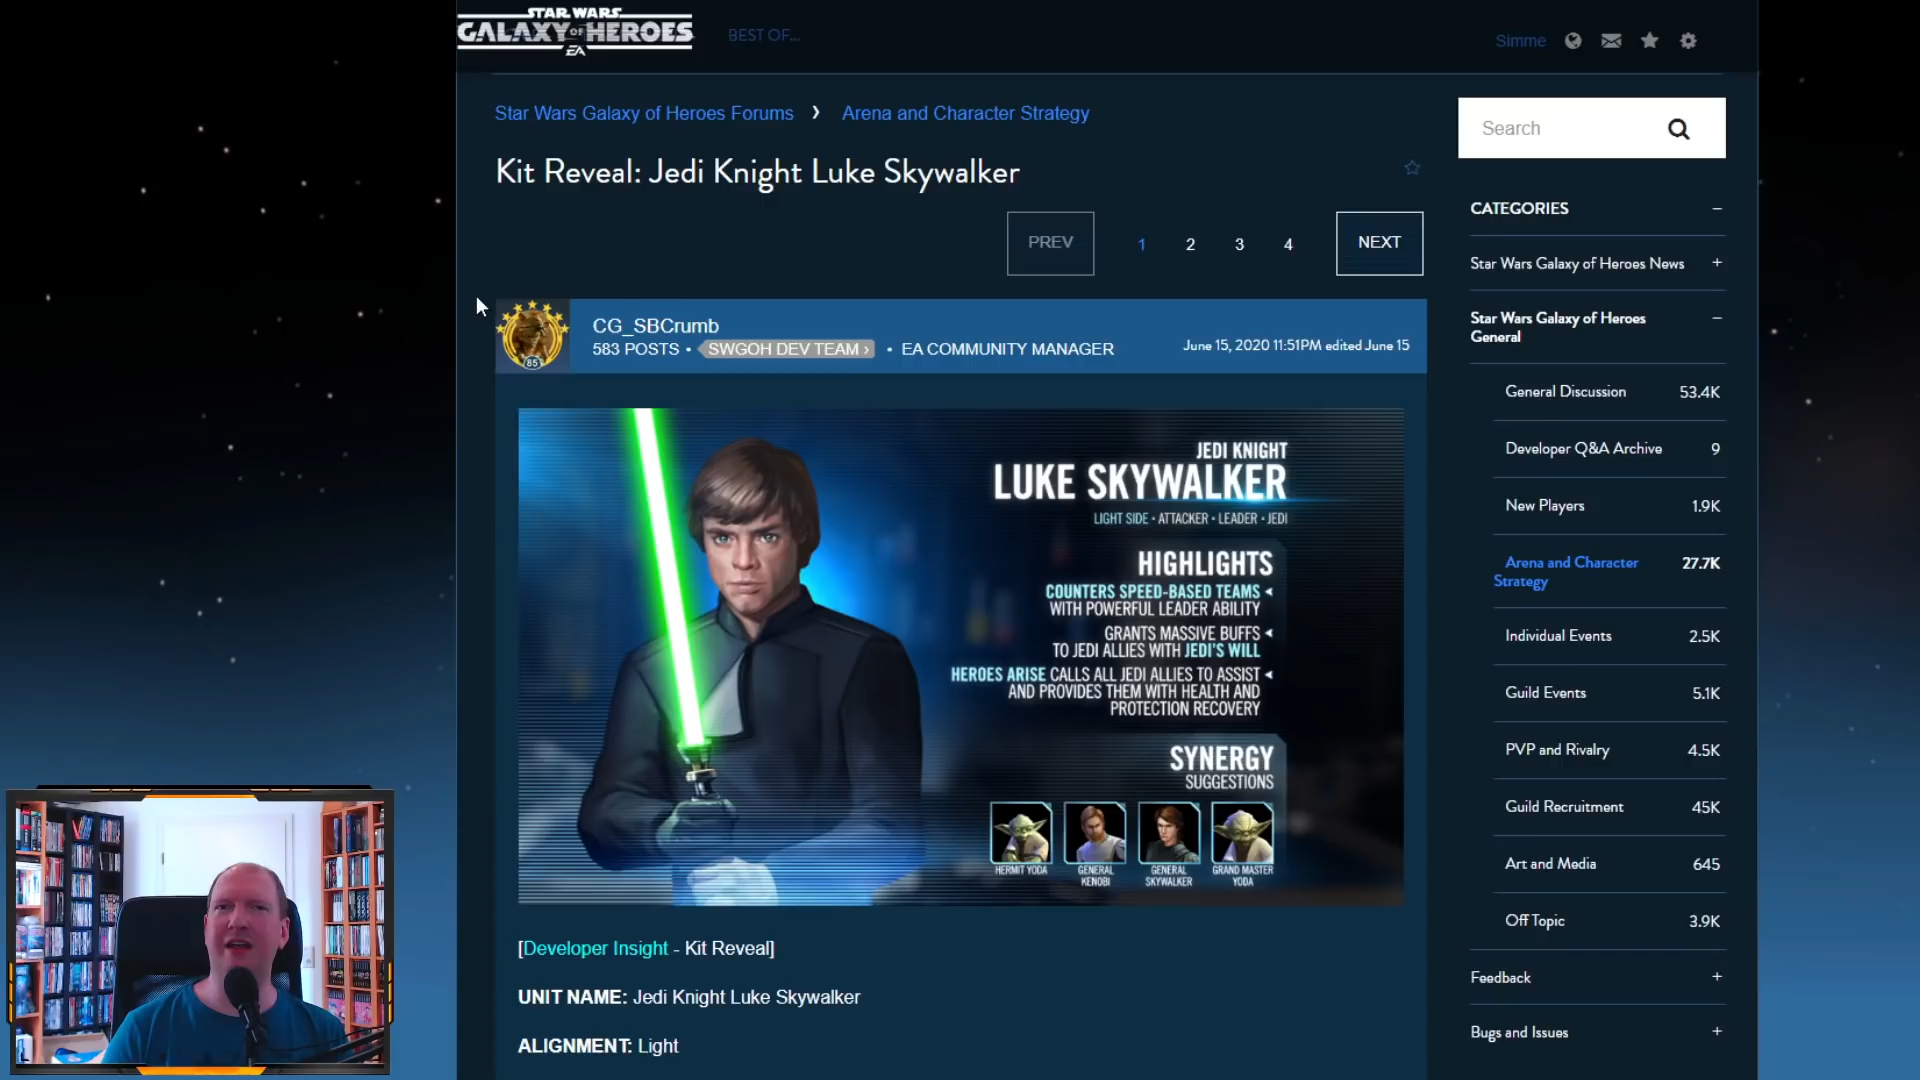 STAR WARS
GALAXY OF HEROES
EA
BEST OF...
Simme
Star Wars Galaxy of Heroes Forums › Arena and Character Strategy
Search
Kit Reveal: Jedi Knight Luke Skywalker
PREV 1 2 3 4 NEXT
CG_SBCrumb
583 POSTS • SWGOH DEV TEAM › • EA COMMUNITY MANAGER
June 15, 2020 11:51PM edited June 15
85
JEDI KNIGHT
LUKE SKYWALKER
LIGHT SIDE • ATTACKER • LEADER • JEDI
HIGHLIGHTS
COUNTERS SPEED-BASED TEAMS
WITH POWERFUL LEADER ABILITY
GRANTS MASSIVE BUFFS
TO JEDI ALLIES WITH JEDI'S WILL
HEROES ARISE CALLS ALL JEDI ALLIES TO ASSIST
AND PROVIDES THEM WITH HEALTH AND
PROTECTION RECOVERY
SYNERGY
SUGGESTIONS
HERMIT YODA
GENERAL
KENOBI
GENERAL
SKYWALKER
GRAND MASTER
YODA
[Developer Insight - Kit Reveal]
UNIT NAME: Jedi Knight Luke Skywalker
ALIGNMENT: Light
CATEGORIES −
Star Wars Galaxy of Heroes News +
Star Wars Galaxy of Heroes −
General
General Discussion 53.4K
Developer Q&A Archive 9
New Players 1.9K
Arena and Character 27.7K
Strategy
Individual Events 2.5K
Guild Events 5.1K
PVP and Rivalry 4.5K
Guild Recruitment 45K
Art and Media 645
Off Topic 3.9K
Feedback +
Bugs and Issues +